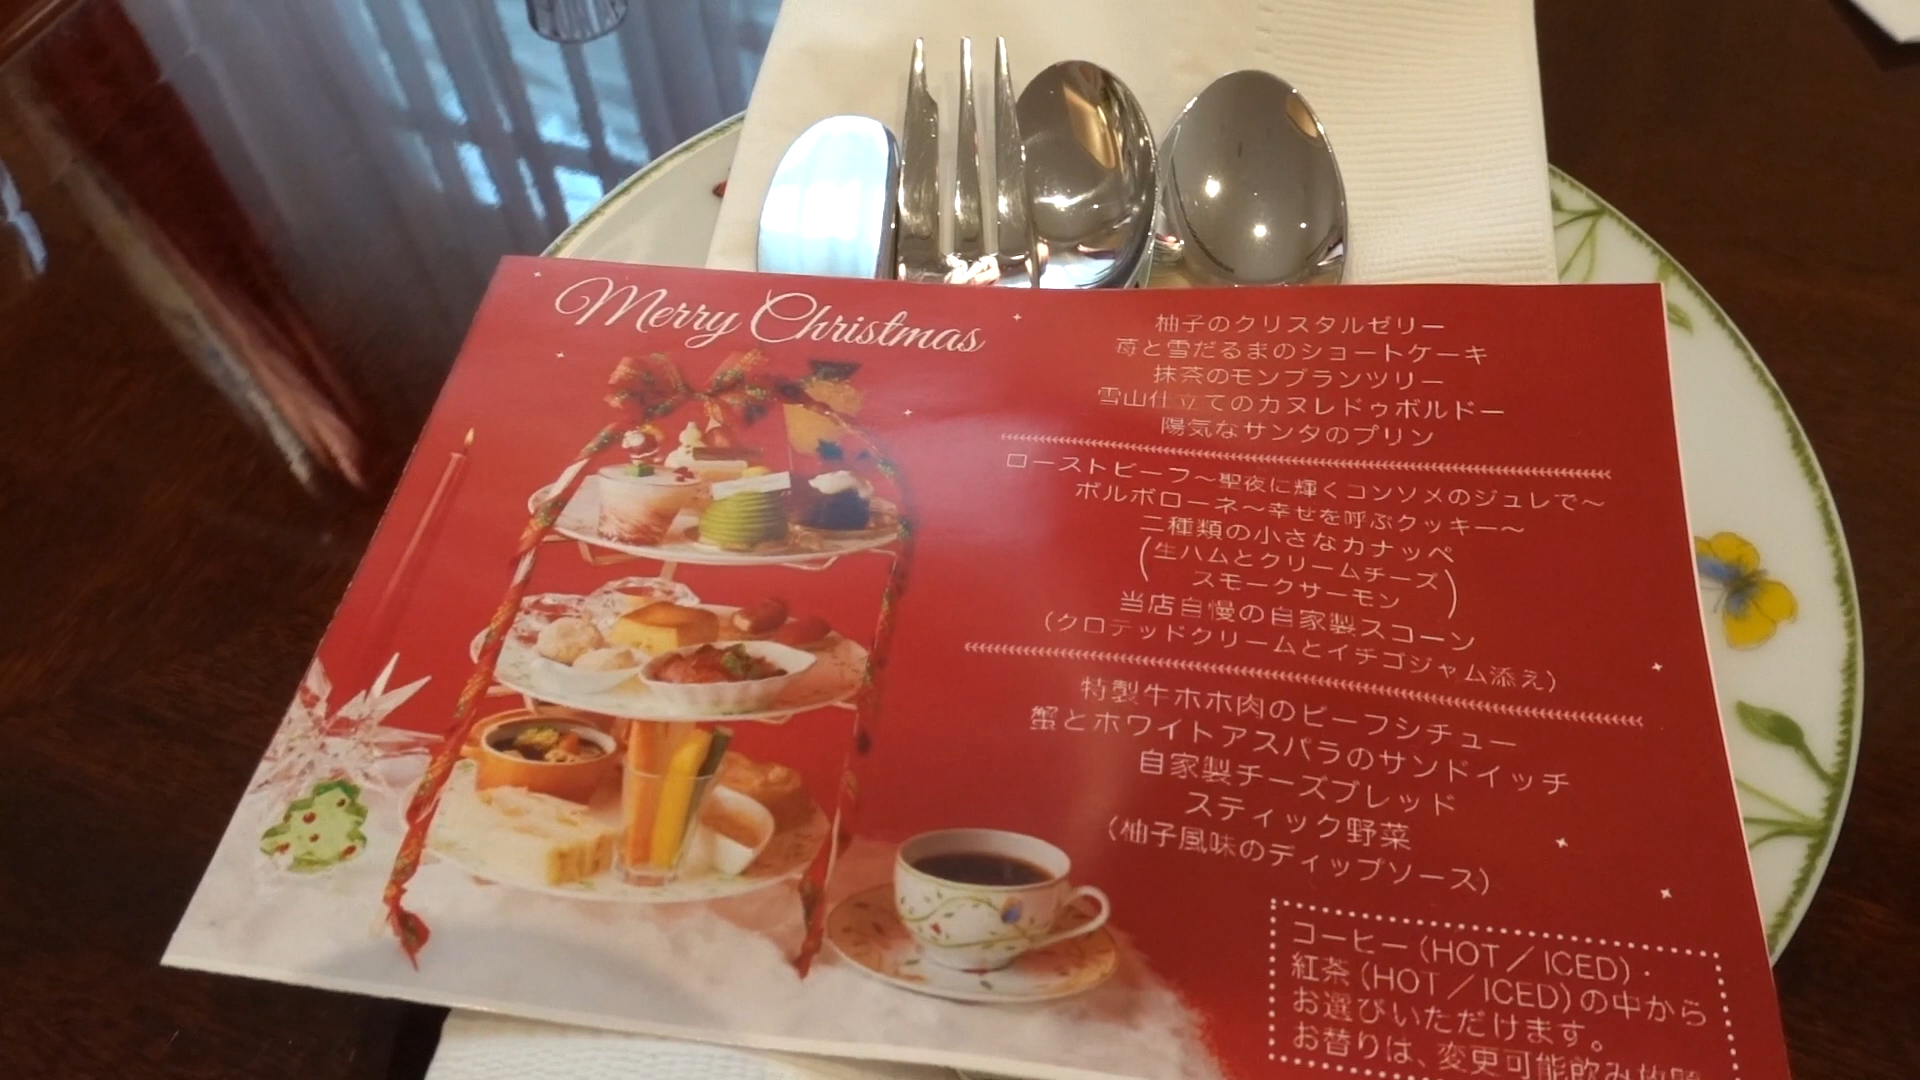 Merry Christmas
柚子のクリスタルゼリー
苺と雪だるまのショートケーキ
抹茶のモンブランツリー
雪山仕立てのカヌレドゥボルドー
陽気なサンタのプリン
ローストビーフ〜聖夜に輝くコンソメのジュレで〜
ポルボローネ〜幸せを呼ぶクッキー〜
二種類の小さなカナッペ
(生ハムとクリームチーズ
スモークサーモン)
当店自慢の自家製スコーン
(クロテッドクリームとイチゴジャム添え)
特製牛ホホ肉のビーフシチュー
蟹とホワイトアスパラのサンドイッチ
自家製チーズブレッド
スティック野菜
(柚子風味のディップソース)
コーヒー(HOT/ICED)・
紅茶(HOT/ICED)の中から
お選びいただけます。
お替りは、変更可能飲み放題